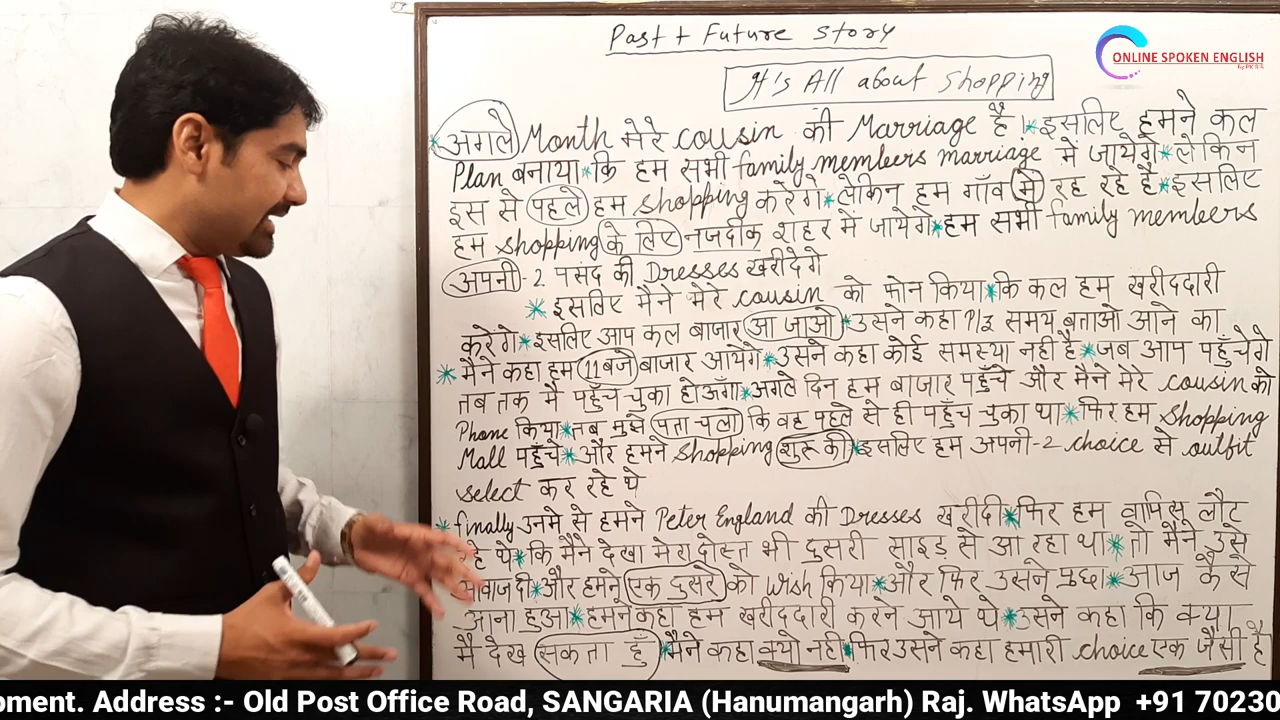 Past + Future Story
ONLINE SPOKEN ENGLISH
It's All about Shopping
* अगले Month मेरे cousin की Marriage है। * इसलिए हमने कल
Plan बनाया * कि हम सभी family members marriage में जायेंगे * लेकिन
इस से पहले हम shopping करेंगे * लेकिन हम गाँव में रह रहे है * इसलिए
हम shopping के लिए नजदीक शहर में जायेगे * हम सभी family members
अपनी-2 पसंद की Dresses खरीदेगे
* इसलिए मैने मेरे cousin को फोन किया * कि कल हम खरीददारी
करेगे * इसलिए आप कल बाजार आ जाओ * उसने कहा Plz समय बताओ आने का
* मैने कहा हम 11 बजे बाजार आयेगे * उसने कहा कोई समस्या नही है * जब आप पहुँचेगे
तब तक मै पहुँच चुका होऊँगा * अगले दिन हम बाजार पहुँचे और मैने मेरे cousin को
Phone किया * तब मुझे पता चला कि वह पहले से ही पहुँच चुका था * फिर हम Shopping
Mall पहुँचे * और हमने Shopping शुरू की * इसलिए हम अपनी-2 choice से outfit
select कर रहे थे
* finally उनमे से हमने Peter England की Dresses खरीदी * फिर हम वापिस लौट
रहे थे * कि मैने देखा मेरा दोस्त भी दुसरी साइड से आ रहा था * तो मैने उसे
आवाज दी * और हमने एक दुसरे को Wish किया * और फिर उसने पुछा * आज कैसे
आना हुआ * हमने कहा हम खरीददारी करने आये थे * उसने कहा कि क्या
मै देख सकता हूँ * मैने कहा क्यो नही * फिर उसने कहा हमारी choice एक जैसी है
pment. Address :- Old Post Office Road, SANGARIA (Hanumangarh) Raj. WhatsApp +91 70230